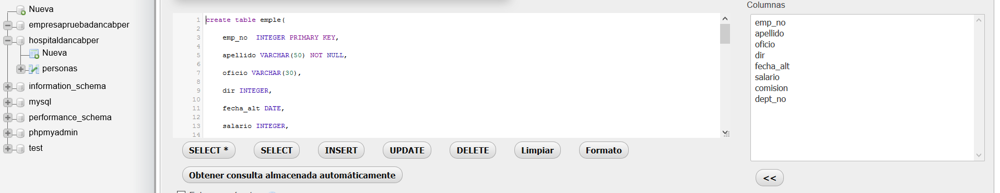 Nueva
empresapruebadancabper
hospitaldancabper
Nueva
personas
information_schema
mysql
performance_schema
phpmyadmin
test
1 create table emple(
2
3 emp_no INTEGER PRIMARY KEY,
4
5 apellido VARCHAR(50) NOT NULL,
6
7 oficio VARCHAR(30),
8
9 dir INTEGER,
10
11 fecha_alt DATE,
12
13 salario INTEGER,
14
SELECT * SELECT INSERT UPDATE DELETE Limpiar Formato
Obtener consulta almacenada automáticamente
Columnas
emp_no
apellido
oficio
dir
fecha_alt
salario
comision
dept_no
<<